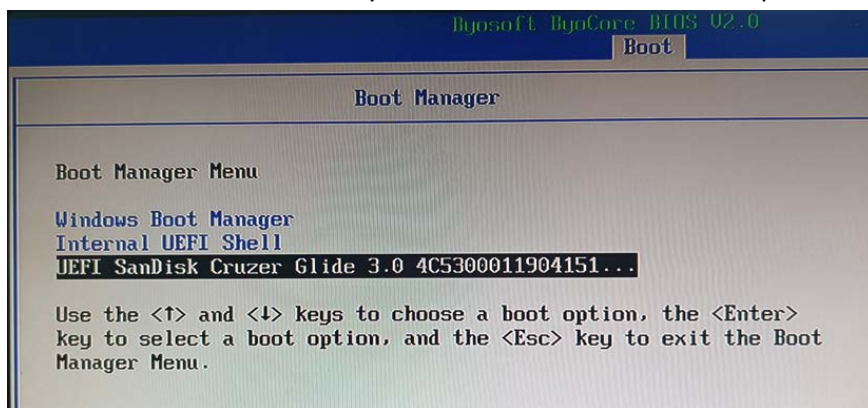 Byosoft ByoCore BIOS V2.0
Boot
Boot Manager
Boot Manager Menu
Windows Boot Manager
Internal UEFI Shell
UEFI SanDisk Cruzer Glide 3.0 4C5300011904151...
Use the <↑> and <↓> keys to choose a boot option, the <Enter>
key to select a boot option, and the <Esc> key to exit the Boot
Manager Menu.